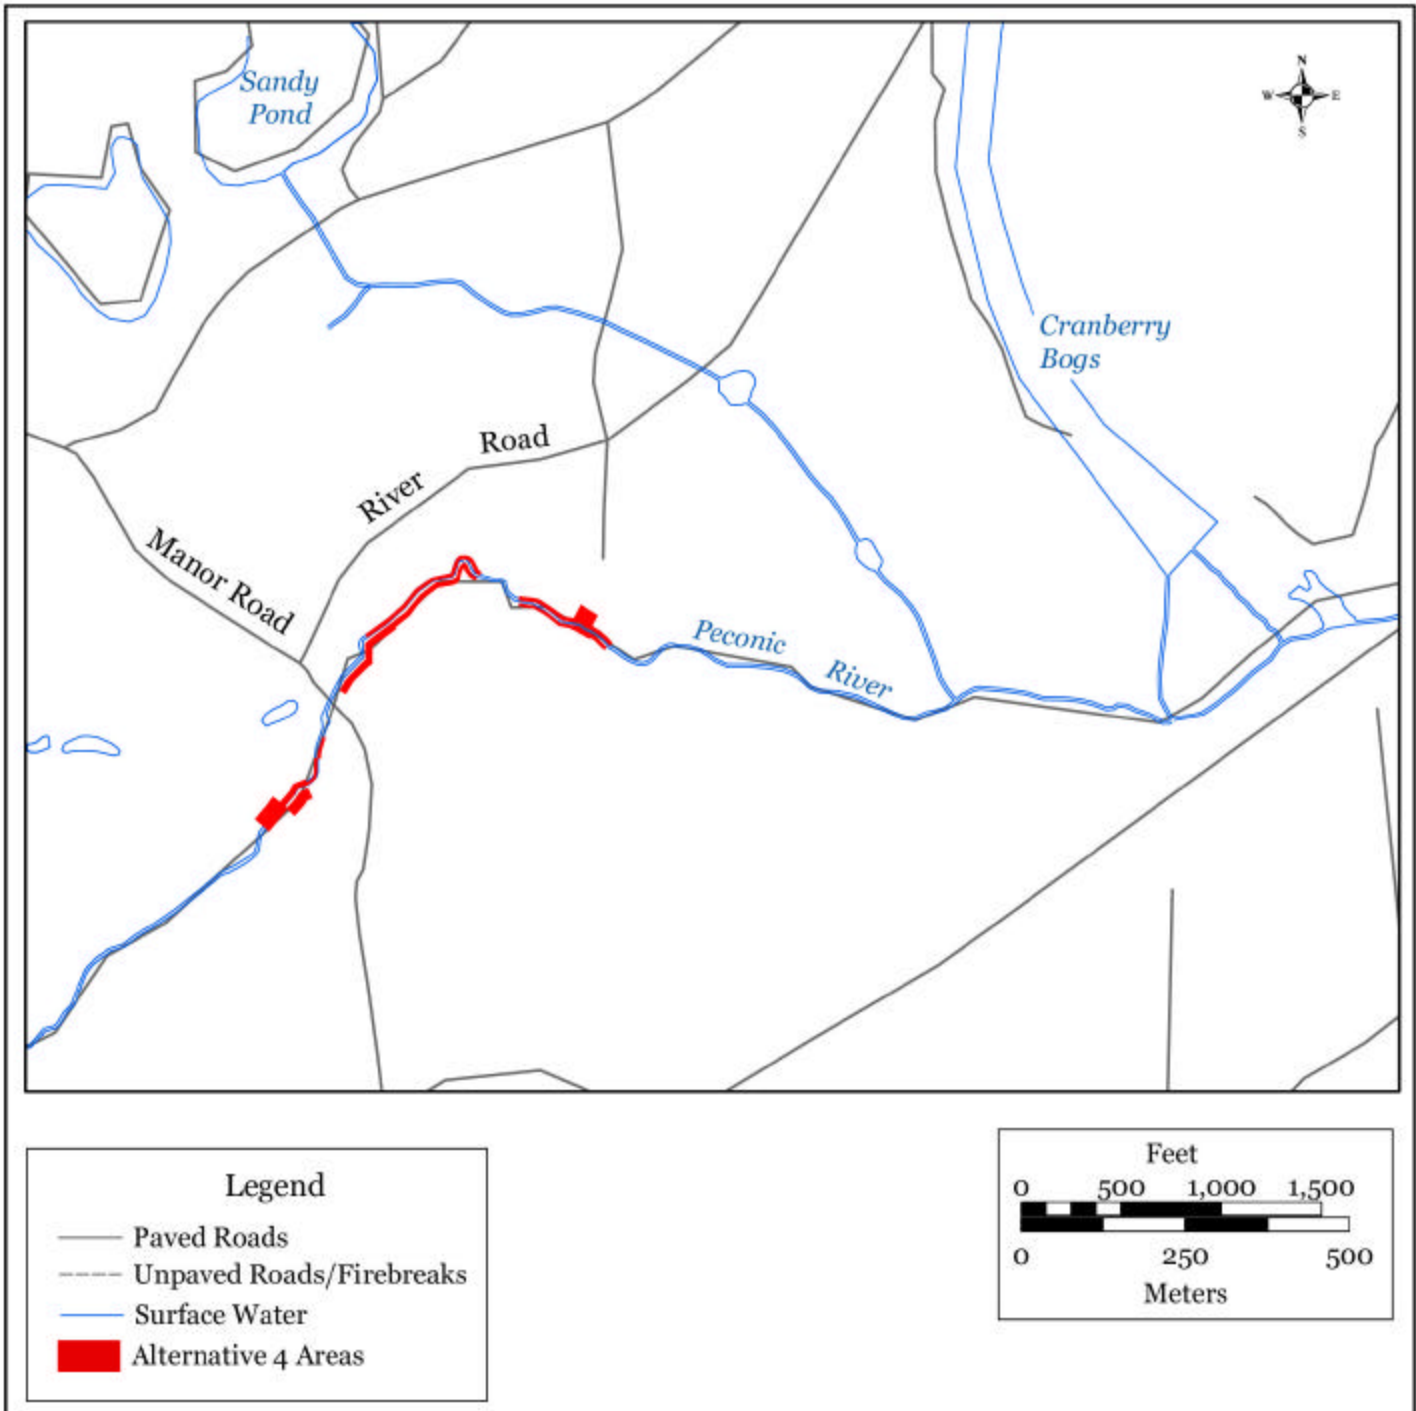 Sandy
Pond
N
W E
S
Cranberry
Bogs
River Road
Manor Road
Peconic River
Legend
Paved Roads
Unpaved Roads/Firebreaks
Surface Water
Alternative 4 Areas
Feet
0 500 1,000 1,500
0 250 500
Meters